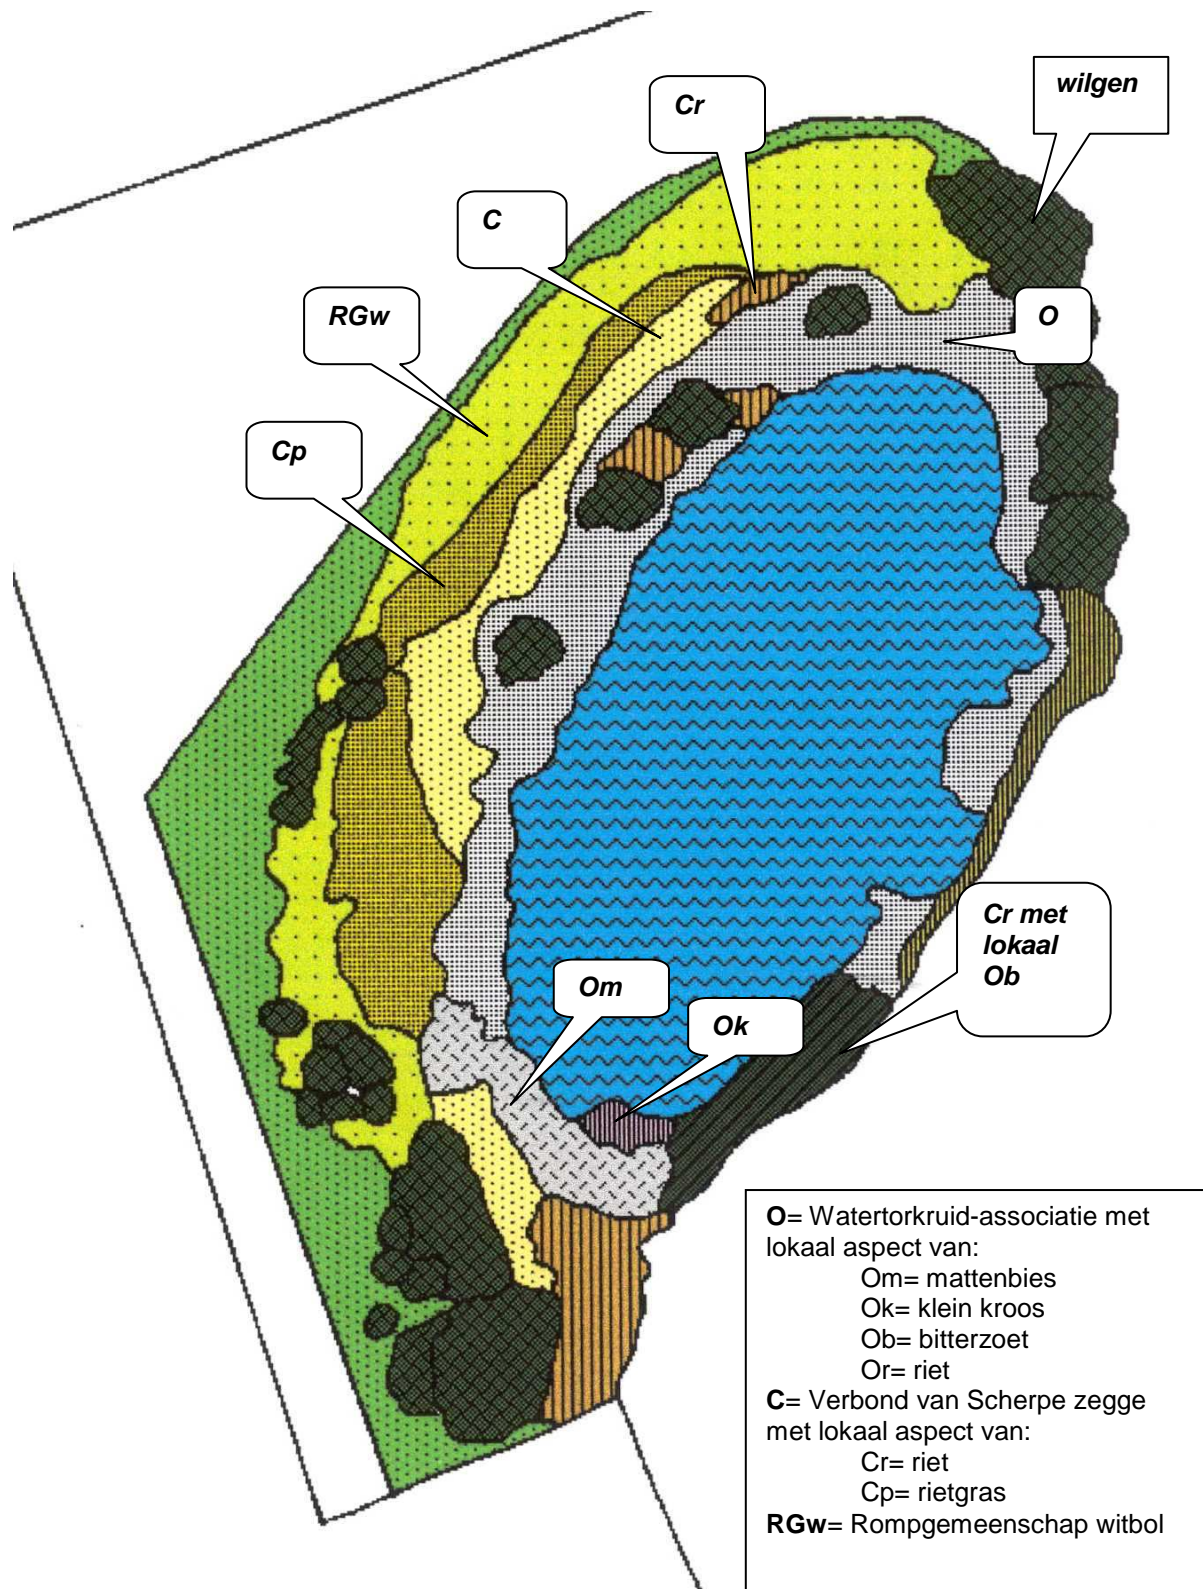 wilgen
Cr
C
RGw
O
Cp
Cr met
lokaal
Ob
Om
Ok
O= Watertorkruid-associatie met
lokaal aspect van:
Om= mattenbies
Ok= klein kroos
Ob= bitterzoet
Or= riet
C= Verbond van Scherpe zegge
met lokaal aspect van:
Cr= riet
Cp= rietgras
RGw= Rompgemeenschap witbol